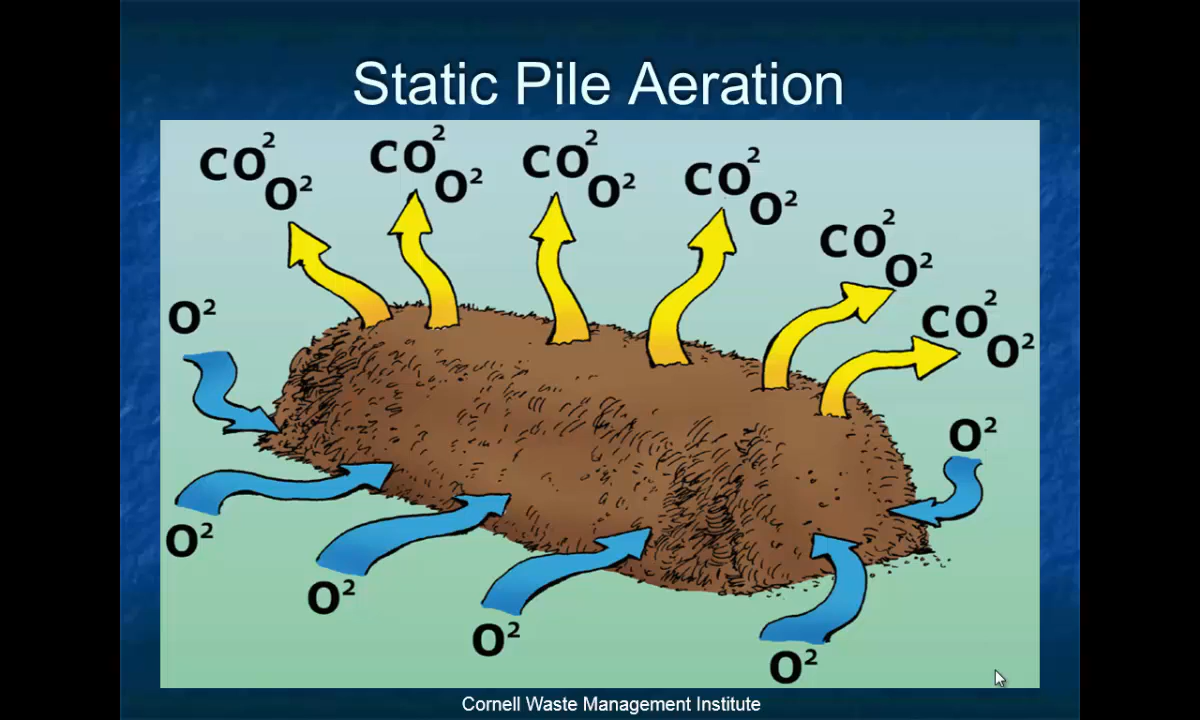 Static Pile Aeration
CO²
O²
CO²
O²
CO²
O²
CO²
O²
CO²
O²
CO²
O²
O²
O²
O²
O²
O²
O²
Cornell Waste Management Institute